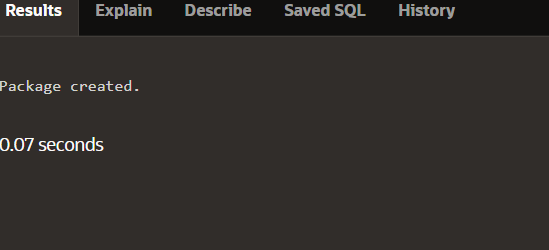 Results Explain Describe Saved SQL History
Package created.
0.07 seconds